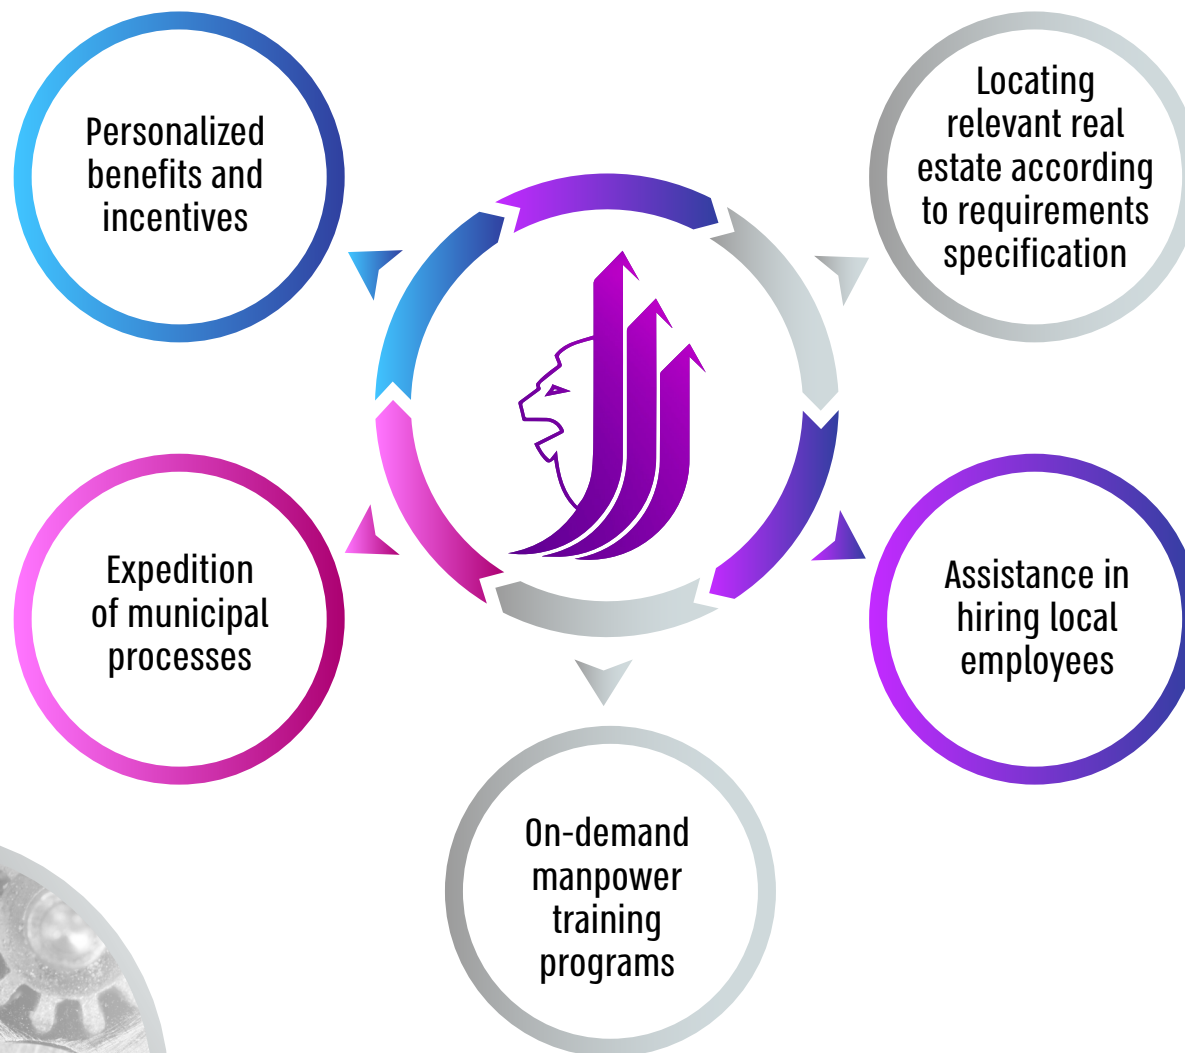 Personalized
benefits and
incentives
Locating
relevant real
estate according
to requirements
specification
Expedition
of municipal
processes
Assistance in
hiring local
employees
On-demand
manpower
training
programs